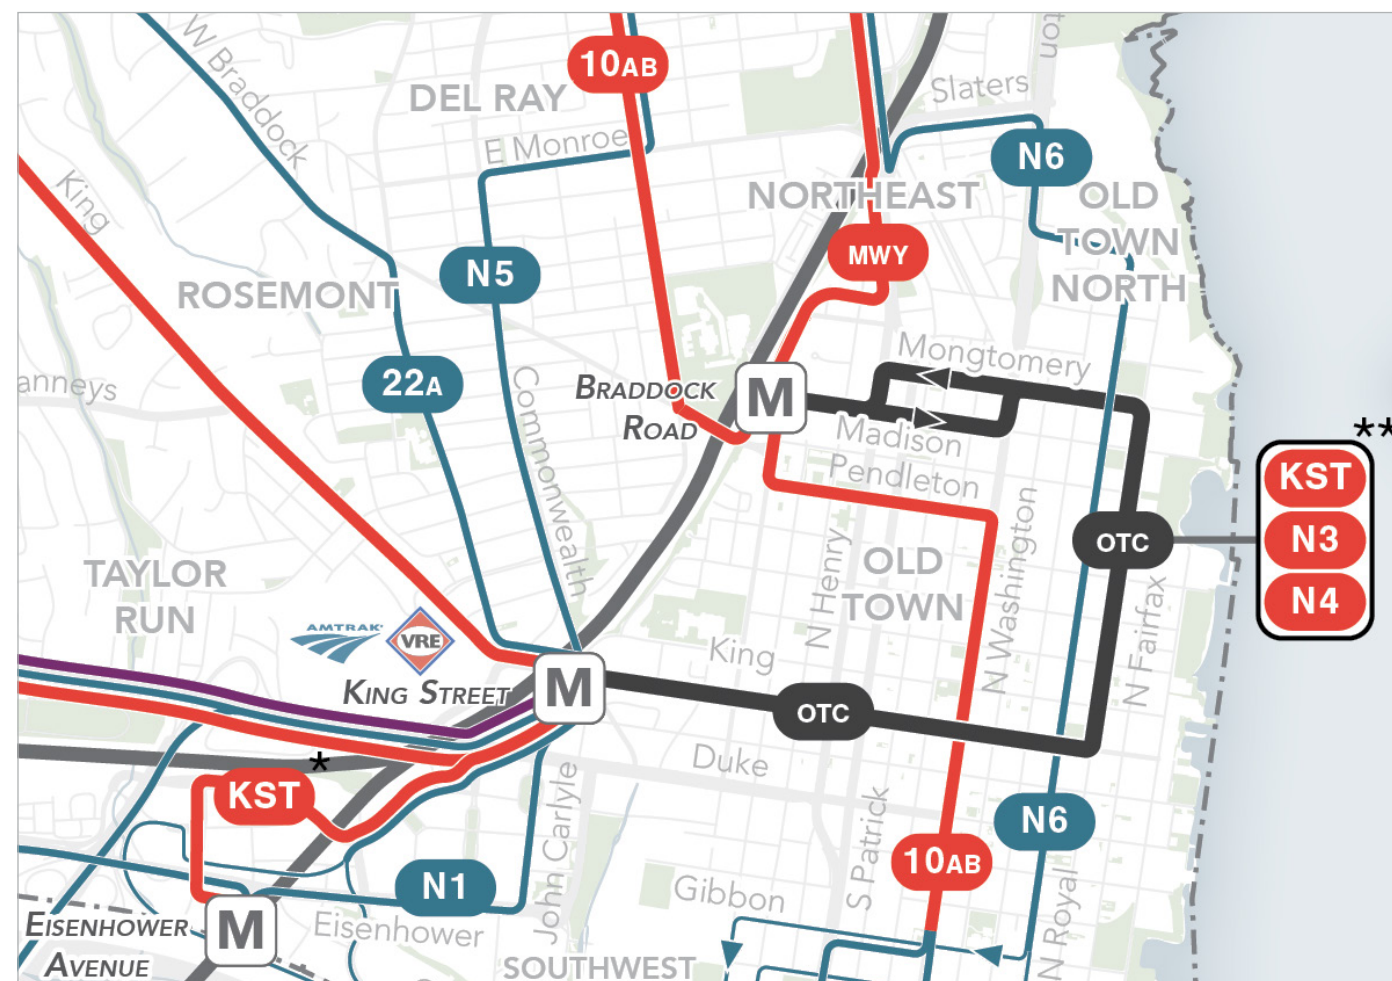 W Braddock
10AB
DEL RAY
Slaters
ton
E Monroe
N6
King
NORTHEAST
OLD
TOWN
NORTH
MWY
N5
ROSEMONT
Mongtomery
anneys
22A
BRADDOCK
ROAD
M
Commonwealth
Madison
Pendleton
**
KST
N3
N4
OTC
N Henry
OLD
TOWN
N Washington
N Fairfax
TAYLOR
RUN
AMTRAK
VRE
KING STREET
M
King
OTC
*
KST
Duke
John Carlyle
S Patrick
N6
10AB
N1
Gibbon
N Royal
EISENHOWER
AVENUE
M
Eisenhower
SOUTHWEST